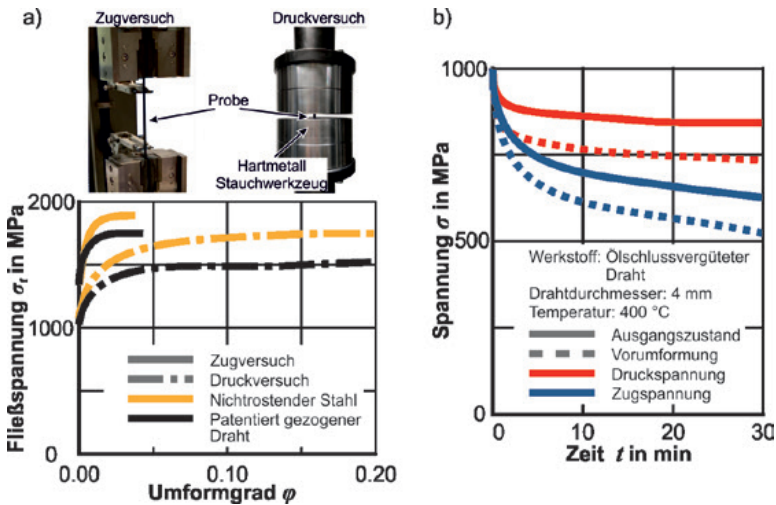 a)
Zugversuch
Druckversuch
Probe
Hartmetall
Stauchwerkzeug
Fließspannung σf in MPa
2000
1000
0
0.00
0.10
0.20
Umformgrad φ
Zugversuch
Druckversuch
Nichtrostender Stahl
Patentiert gezogener
Draht
b)
Spannung σ in MPa
1000
500
0
0
10
20
30
Zeit t in min
Werkstoff: Ölschlussvergüteter
Draht
Drahtdurchmesser: 4 mm
Temperatur: 400 °C
Ausgangszustand
Vorumformung
Druckspannung
Zugspannung